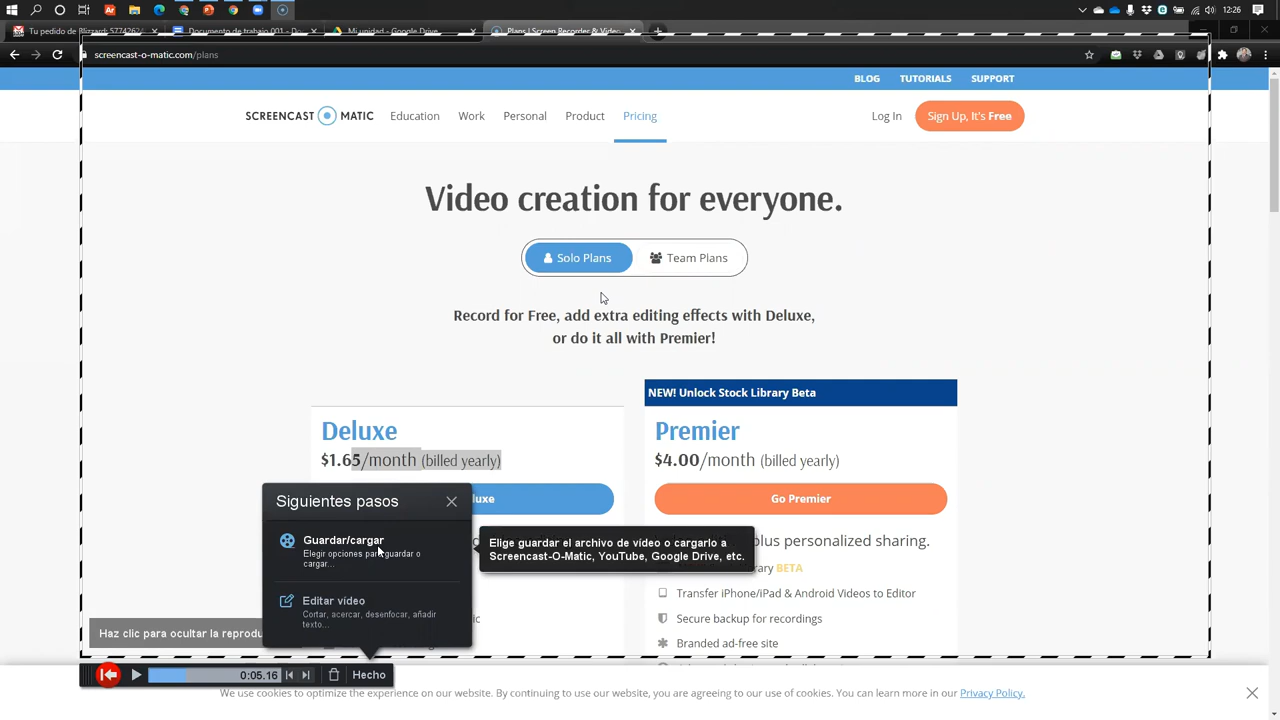 12:26
Tu pedido de Blizzard: 5774262
Documento de trabajo 001 - Doc
Mi unidad - Google Drive
Plans | Screen Recorder & Vide
screencast-o-matic.com/plans
BLOG TUTORIALS SUPPORT
SCREENCAST MATIC Education Work Personal Product Pricing Log In Sign Up, It's Free
Video creation for everyone.
Solo Plans Team Plans
Record for Free, add extra editing effects with Deluxe,
or do it all with Premier!
NEW! Unlock Stock Library Beta
Deluxe
$1.65/month (billed yearly)
Premier
$4.00/month (billed yearly)
luxe
Go Premier
Siguientes pasos
Guardar/cargar
Elegir opciones para guardar o
cargar...
Editar vídeo
Cortar, acercar, desenfocar, añadir
texto...
Elige guardar el archivo de vídeo o cargarlo a
Screencast-O-Matic, YouTube, Google Drive, etc.
plus personalized sharing.
BETA
Transfer iPhone/iPad & Android Videos to Editor
Secure backup for recordings
Branded ad-free site
Haz clic para ocultar la reprodu
0:05.16 Hecho
We use cookies to optimize the experience on our website. By continuing to use our website, you are agreeing to our use of cookies. You can learn more in our Privacy Policy.